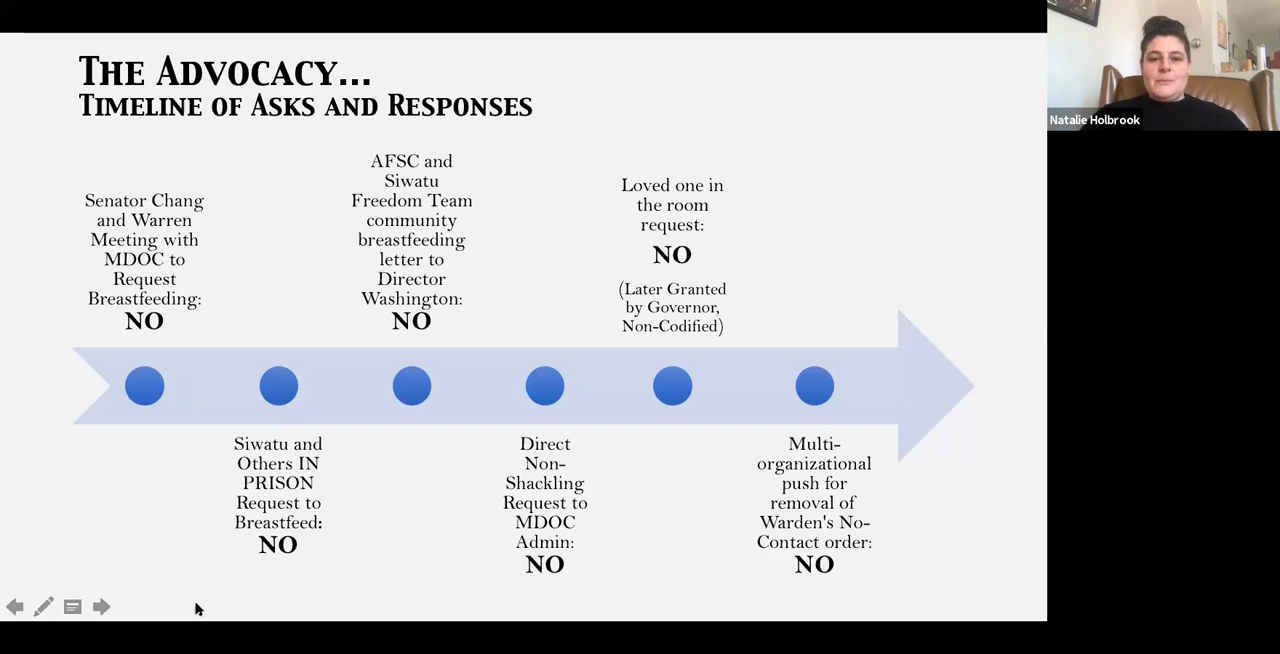 The Advocacy...
Timeline of Asks and Responses
Senator Chang
and Warren
Meeting with
MDOC to
Request
Breastfeeding:
NO
Siwatu and
Others IN
PRISON
Request to
Breastfeed:
NO
AFSC and
Siwatu
Freedom Team
community
breastfeeding
letter to
Director
Washington:
NO
Direct
Non-
Shackling
Request to
MDOC
Admin:
NO
Loved one in
the room
request:
NO
(Later Granted
by Governor,
Non-Codified)
Multi-
organizational
push for
removal of
Warden's No-
Contact order:
NO
Natalie Holbrook